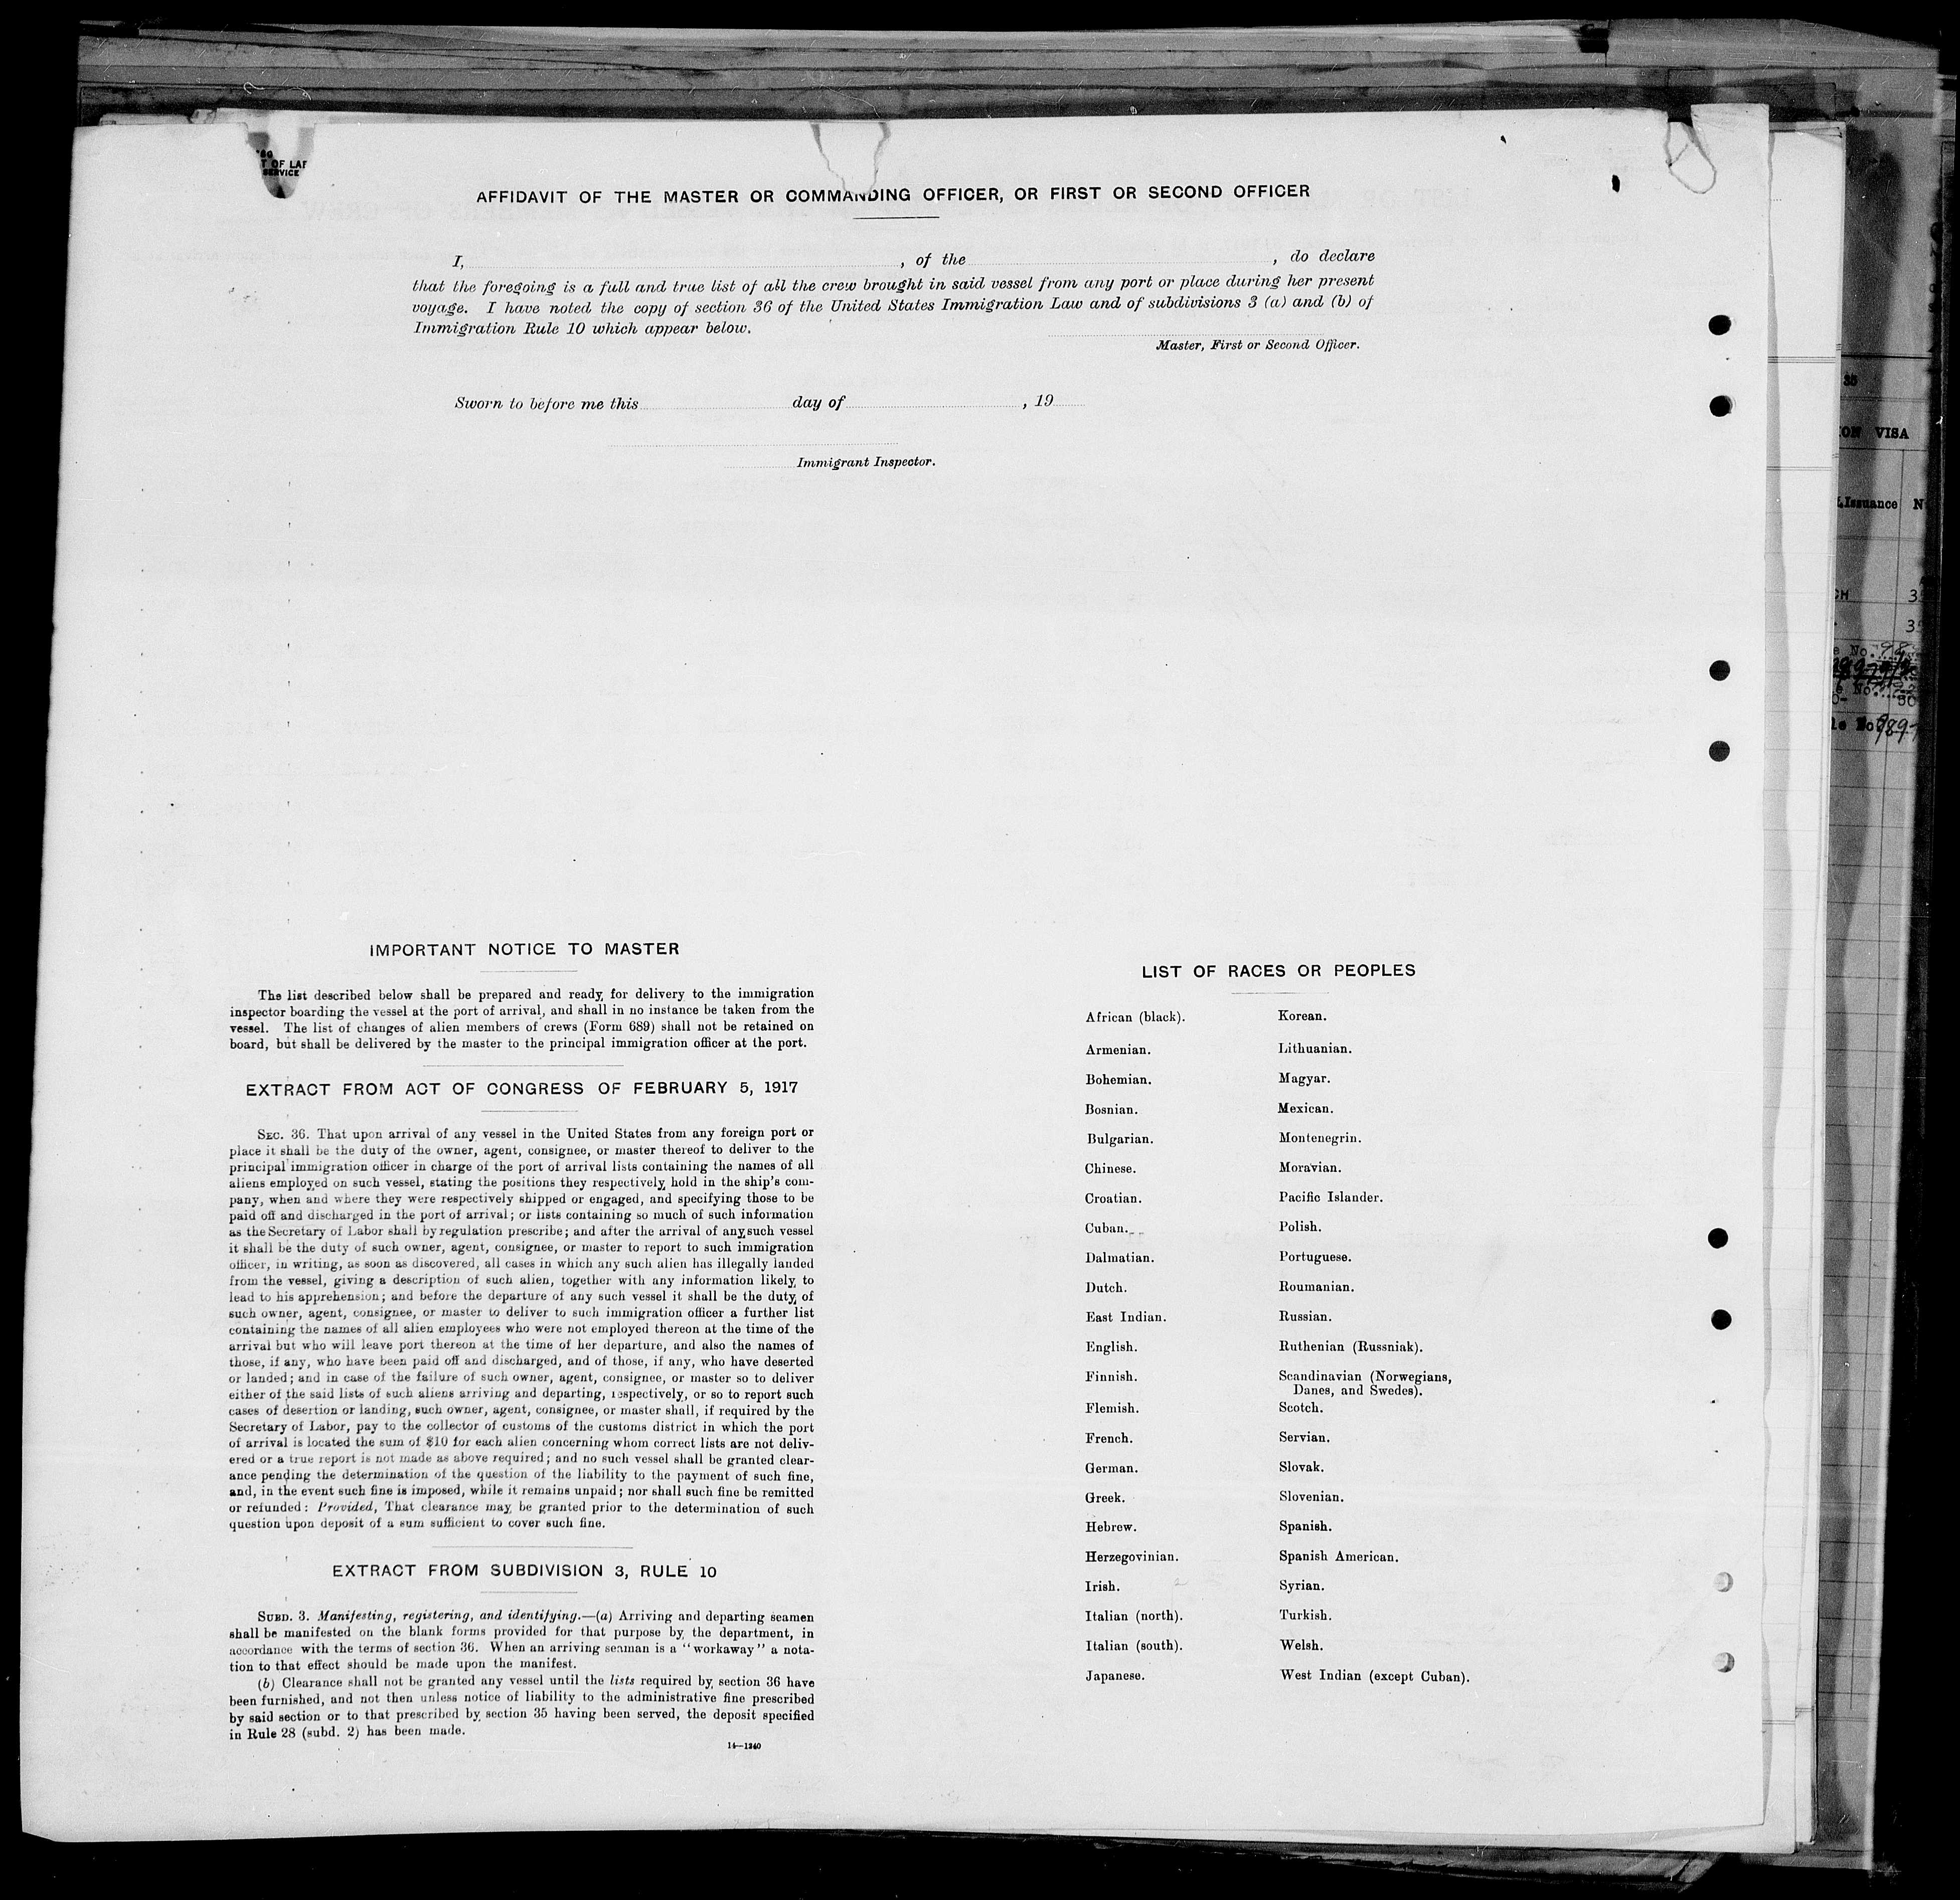 T OF LAB
SERVICE
AFFIDAVIT OF THE MASTER OR COMMANDING OFFICER, OR FIRST OR SECOND OFFICER
I, , of the , do declare
that the foregoing is a full and true list of all the crew brought in said vessel from any port or place during her present
voyage. I have noted the copy of section 36 of the United States Immigration Law and of subdivisions 3 (a) and (b) of
Immigration Rule 10 which appear below.
Master, First or Second Officer.
Sworn to before me this day of , 19
Immigrant Inspector.
IMPORTANT NOTICE TO MASTER
The list described below shall be prepared and ready for delivery to the immigration
inspector boarding the vessel at the port of arrival, and shall in no instance be taken from the
vessel. The list of changes of alien members of crews (Form 689) shall not be retained on
board, but shall be delivered by the master to the principal immigration officer at the port.
EXTRACT FROM ACT OF CONGRESS OF FEBRUARY 5, 1917
SEC. 36. That upon arrival of any vessel in the United States from any foreign port or
place it shall be the duty of the owner, agent, consignee, or master thereof to deliver to the
principal immigration officer in charge of the port of arrival lists containing the names of all
aliens employed on such vessel, stating the positions they respectively hold in the ship's com-
pany, when and where they were respectively shipped or engaged, and specifying those to be
paid off and discharged in the port of arrival; or lists containing so much of such information
as the Secretary of Labor shall by regulation prescribe; and after the arrival of any such vessel
it shall be the duty of such owner, agent, consignee, or master to report to such immigration
officer, in writing, as soon as discovered, all cases in which any such alien has illegally landed
from the vessel, giving a description of such alien, together with any information likely to
lead to his apprehension; and before the departure of any such vessel it shall be the duty of
such owner, agent, consignee, or master to deliver to such immigration officer a further list
containing the names of all alien employees who were not employed thereon at the time of the
arrival but who will leave port thereon at the time of her departure, and also the names of
those, if any, who have been paid off and discharged, and of those, if any, who have deserted
or landed; and in case of the failure of such owner, agent, consignee, or master so to deliver
either of the said lists of such aliens arriving and departing, respectively, or so to report such
cases of desertion or landing, such owner, agent, consignee, or master shall, if required by the
Secretary of Labor, pay to the collector of customs of the customs district in which the port
of arrival is located the sum of $10 for each alien concerning whom correct lists are not deliv-
ered or a true report is not made as above required; and no such vessel shall be granted clear-
ance pending the determination of the question of the liability to the payment of such fine,
and, in the event such fine is imposed, while it remains unpaid; nor shall such fine be remitted
or refunded: Provided, That clearance may be granted prior to the determination of such
question upon deposit of a sum sufficient to cover such fine.
EXTRACT FROM SUBDIVISION 3, RULE 10
SUBD. 3. Manifesting, registering, and identifying.—(a) Arriving and departing seamen
shall be manifested on the blank forms provided for that purpose by the department, in
accordance with the terms of section 36. When an arriving seaman is a "workaway" a nota-
tion to that effect should be made upon the manifest.
(b) Clearance shall not be granted any vessel until the lists required by section 36 have
been furnished, and not then unless notice of liability to the administrative fine prescribed
by said section or to that prescribed by section 35 having been served, the deposit specified
in Rule 28 (subd. 2) has been made.
14—1240
LIST OF RACES OR PEOPLES
African (black). Korean.
Armenian. Lithuanian.
Bohemian. Magyar.
Bosnian. Mexican.
Bulgarian. Montenegrin.
Chinese. Moravian.
Croatian. Pacific Islander.
Cuban. Polish.
Dalmatian. Portuguese.
Dutch. Roumanian.
East Indian. Russian.
English. Ruthenian (Russniak).
Finnish. Scandinavian (Norwegians,
Danes, and Swedes).
Flemish. Scotch.
French. Servian.
German. Slovak.
Greek. Slovenian.
Hebrew. Spanish.
Herzegovinian. Spanish American.
Irish. Syrian.
Italian (north). Turkish.
Italian (south). Welsh.
Japanese. West Indian (except Cuban).
35
ION VISA
Issuance